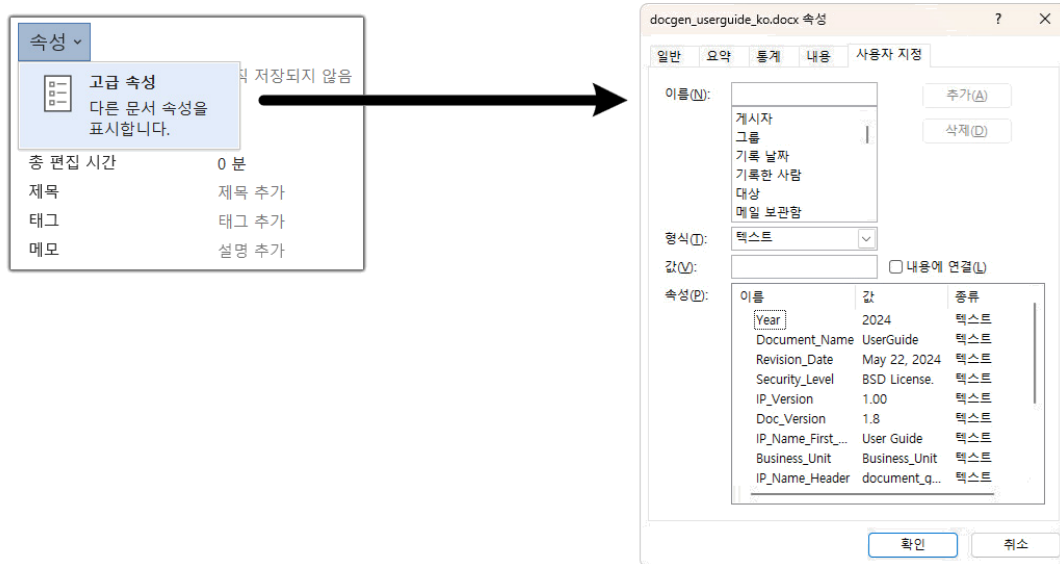 속성
고급 속성
다른 문서 속성을
표시합니다.
직 저장되지 않음
총 편집 시간 0 분
제목 제목 추가
태그 태그 추가
메모 설명 추가
docgen_userguide_ko.docx 속성 ? ×
일반 요약 통계 내용 사용자 지정
이름(N): 추가(A)
게시자
삭제(D)
그룹
기록 날짜
기록한 사람
대상
메일 보관함
형식(T): 텍스트
값(V): 내용에 연결(L)
속성(P): 이름 값 종류
Year 2024 텍스트
Document_Name UserGuide 텍스트
Revision_Date May 22, 2024 텍스트
Security_Level BSD License. 텍스트
IP_Version 1.00 텍스트
Doc_Version 1.8 텍스트
IP_Name_First_... User Guide 텍스트
Business_Unit Business_Unit 텍스트
IP_Name_Header document_g... 텍스트
확인 취소